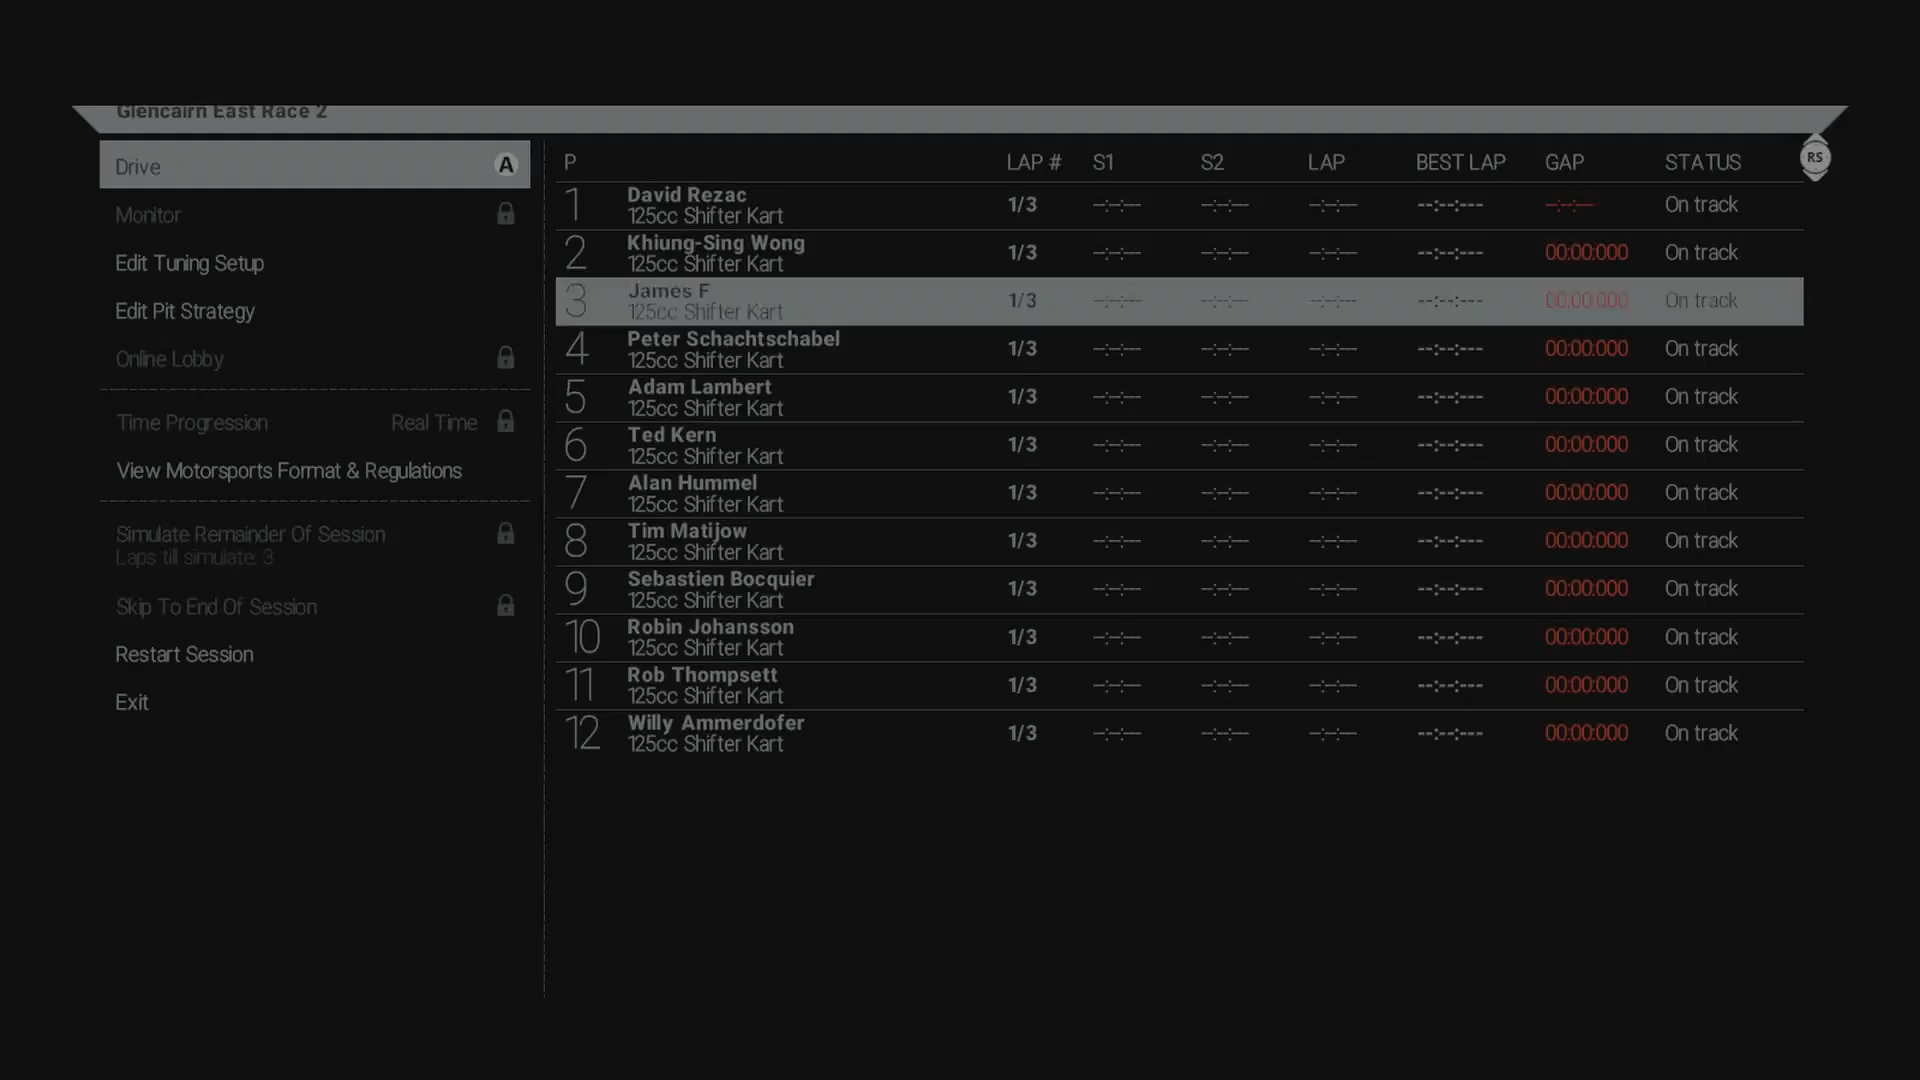 Glencairn East Race 2
Drive A
Monitor
Edit Tuning Setup
Edit Pit Strategy
Online Lobby
Time Progression Real Time
View Motorsports Format & Regulations
Simulate Remainder Of Session
Laps till simulate: 3
Skip To End Of Session
Restart Session
Exit
P LAP # S1 S2 LAP BEST LAP GAP STATUS RS
1 David Rezac 1/3 --:--:--- --:--:--- --:--:--- --:--:--- --:--:--- On track
125cc Shifter Kart
2 Khiung-Sing Wong 1/3 --:--:--- --:--:--- --:--:--- --:--:--- 00:00:000 On track
125cc Shifter Kart
3 James F 1/3 --:--:--- --:--:--- --:--:--- --:--:--- 00:00:000 On track
125cc Shifter Kart
4 Peter Schachtschabel 1/3 --:--:--- --:--:--- --:--:--- --:--:--- 00:00:000 On track
125cc Shifter Kart
5 Adam Lambert 1/3 --:--:--- --:--:--- --:--:--- --:--:--- 00:00:000 On track
125cc Shifter Kart
6 Ted Kern 1/3 --:--:--- --:--:--- --:--:--- --:--:--- 00:00:000 On track
125cc Shifter Kart
7 Alan Hummel 1/3 --:--:--- --:--:--- --:--:--- --:--:--- 00:00:000 On track
125cc Shifter Kart
8 Tim Matijow 1/3 --:--:--- --:--:--- --:--:--- --:--:--- 00:00:000 On track
125cc Shifter Kart
9 Sebastien Bocquier 1/3 --:--:--- --:--:--- --:--:--- --:--:--- 00:00:000 On track
125cc Shifter Kart
10 Robin Johansson 1/3 --:--:--- --:--:--- --:--:--- --:--:--- 00:00:000 On track
125cc Shifter Kart
11 Rob Thompsett 1/3 --:--:--- --:--:--- --:--:--- --:--:--- 00:00:000 On track
125cc Shifter Kart
12 Willy Ammerdofer 1/3 --:--:--- --:--:--- --:--:--- --:--:--- 00:00:000 On track
125cc Shifter Kart